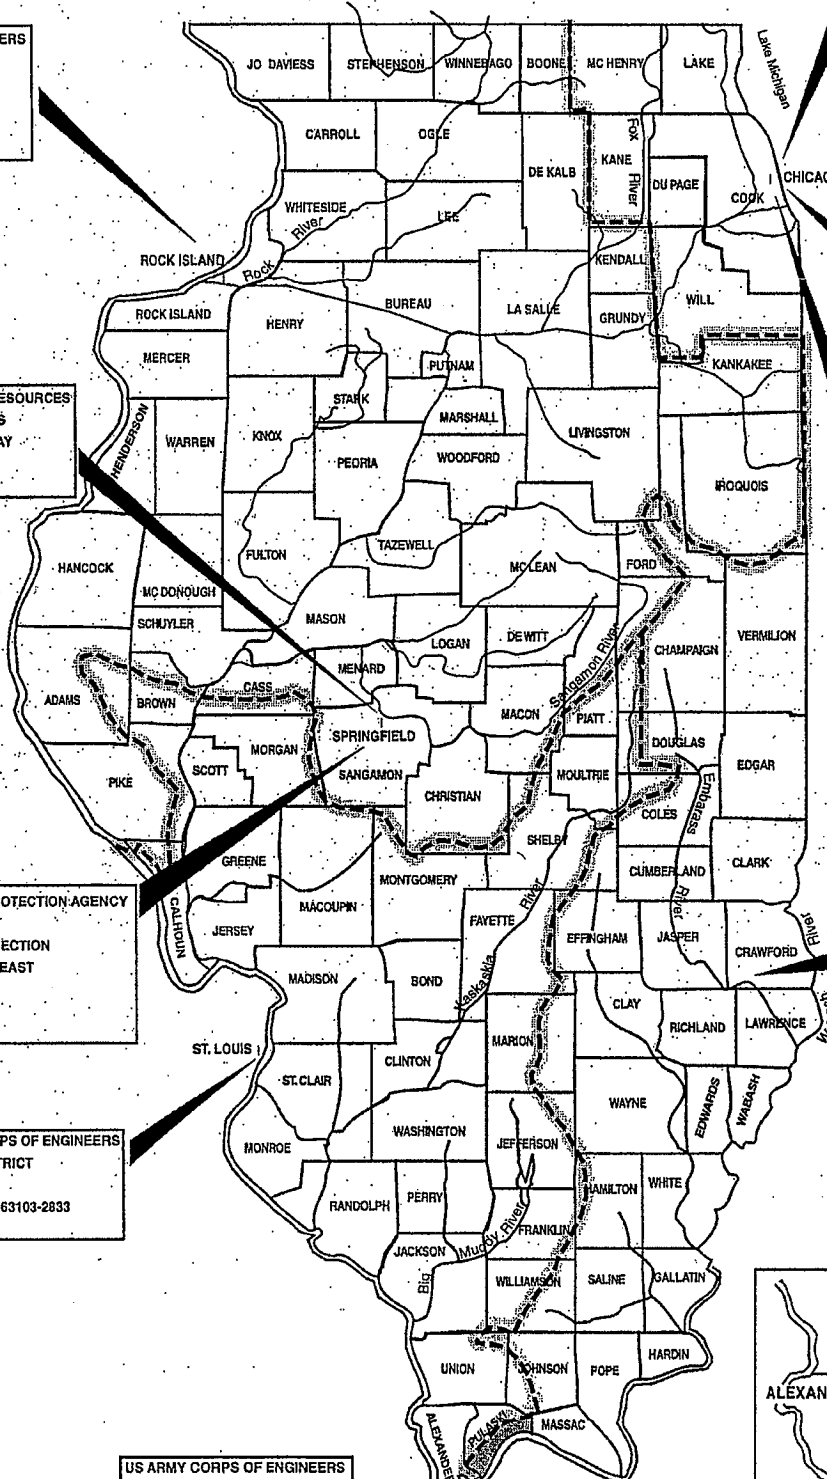 ERS
JO DAVIESS
STEPHENSON
WINNEBAGO
BOONE
MC HENRY
LAKE
Lake Michigan
CARROLL
OGLE
DE KALB
KANE
Fox
River
DU PAGE
COOK
CHICAG
WHITESIDE
LEE
Rock
River
ROCK ISLAND
KENDALL
WILL
ROCK ISLAND
HENRY
BUREAU
LA SALLE
GRUNDY
MERCER
PUTNAM
KANKAKEE
ESOURCES
S
AY
HENDERSON
WARREN
KNOX
STARK
MARSHALL
PEORIA
WOODFORD
LIVINGSTON
IROQUOIS
HANCOCK
MC DONOUGH
FULTON
TAZEWELL
MC LEAN
FORD
SCHUYLER
MASON
LOGAN
DE WITT
CHAMPAIGN
VERMILION
ADAMS
BROWN
CASS
MENARD
MACON
Sangamon River
PIATT
SPRINGFIELD
SANGAMON
MORGAN
SCOTT
PIKE
CHRISTIAN
MOULTRIE
DOUGLAS
EDGAR
COLES
Embarass
River
SHELBY
GREENE
MACOUPIN
MONTGOMERY
CUMBERLAND
CLARK
OTECTION AGENCY
ECTION
EAST
CALHOUN
JERSEY
FAYETTE
EFFINGHAM
JASPER
CRAWFORD
River
MADISON
BOND
Kaskaskia
River
CLAY
RICHLAND
LAWRENCE
ST. LOUIS
CLINTON
MARION
ST. CLAIR
WAYNE
EDWARDS
WABASH
PS OF ENGINEERS
TRICT
63103-2833
MONROE
WASHINGTON
JEFFERSON
RANDOLPH
PERRY
HAMILTON
WHITE
FRANKLIN
JACKSON
Big
Muddy River
WILLIAMSON
SALINE
GALLATIN
UNION
JOHNSON
POPE
HARDIN
ALEXAN
ALEXANDER
PULASKI
MASSAC
US ARMY CORPS OF ENGINEERS